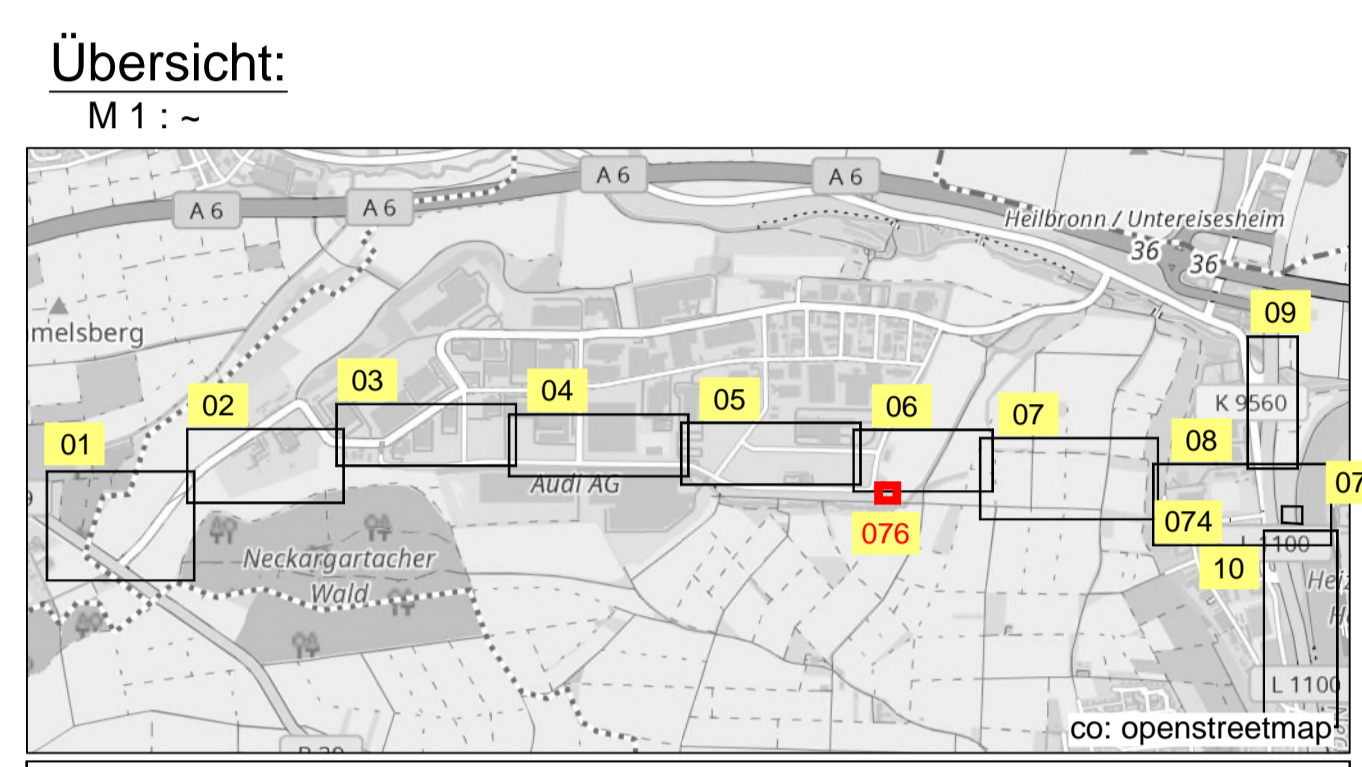 Übersicht:
M 1 : ~
A 6
A 6
A 6
A 6
Heilbronn / Untereisesheim
36
36
melsberg
09
03
04
05
06
07
K 9560
02
01
08
Audi AG
07
074
076
L 1100
10
Neckargartacher
Wald
L 1100
co: openstreetmap